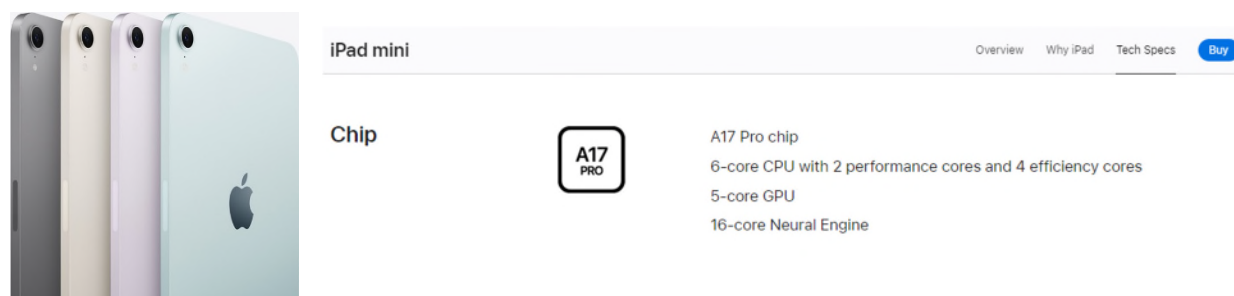 iPad mini
Overview Why iPad Tech Specs Buy
Chip
A17
PRO
A17 Pro chip
6-core CPU with 2 performance cores and 4 efficiency cores
5-core GPU
16-core Neural Engine